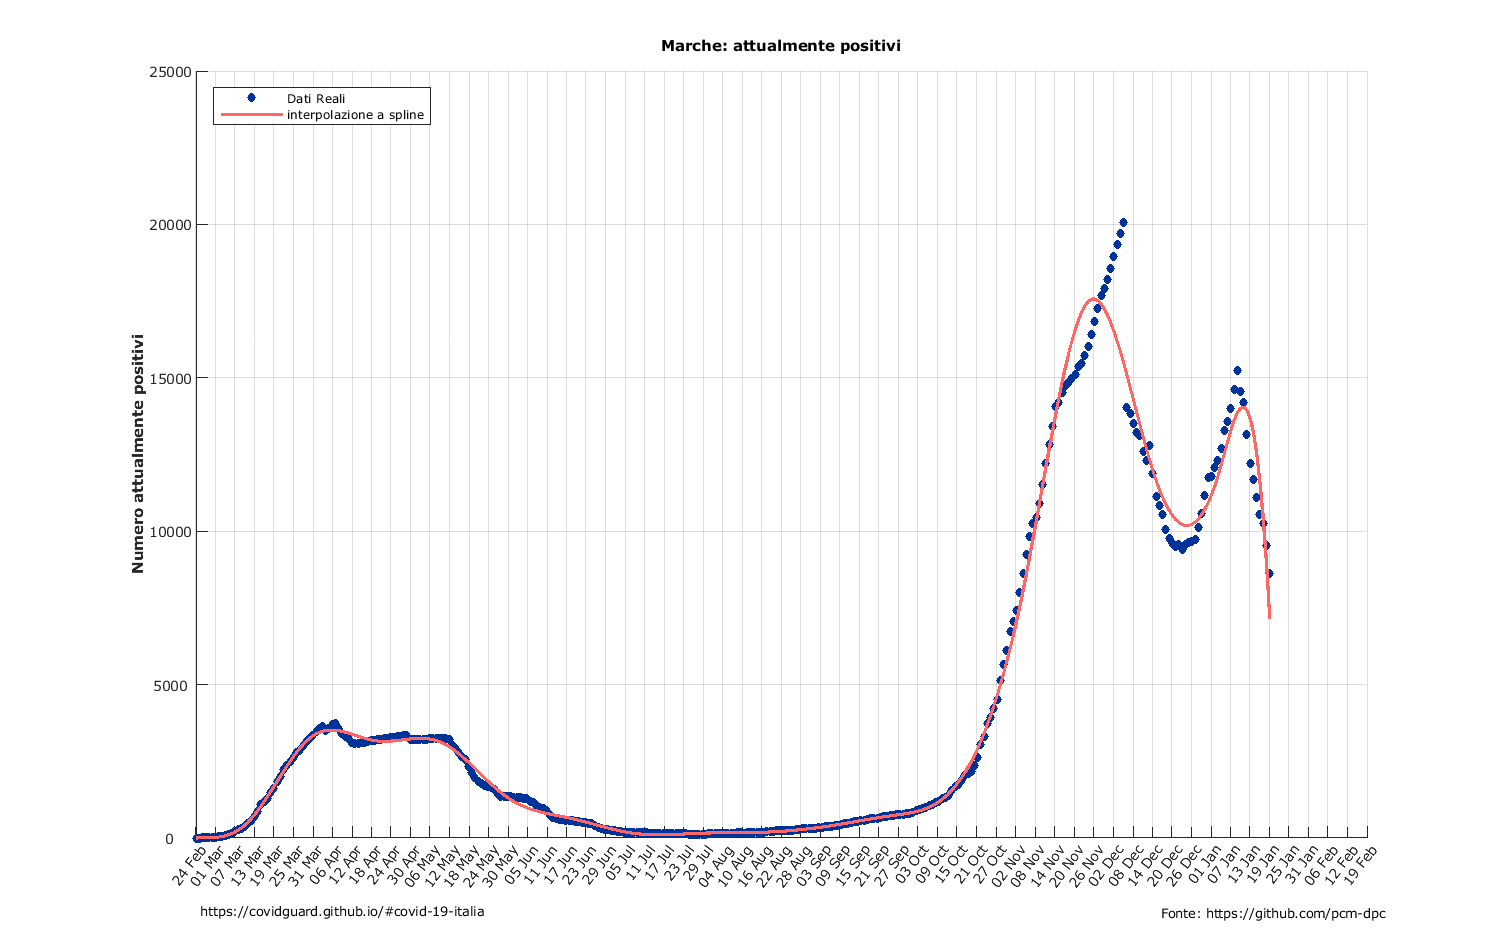 Marche: attualmente positivi
25000
20000
15000
10000
5000
0
Numero attualmente positivi
Dati Reali
interpolazione a spline
24 Feb
01 Mar
07 Mar
13 Mar
19 Mar
25 Mar
31 Mar
06 Apr
12 Apr
18 Apr
24 Apr
30 Apr
06 May
12 May
18 May
24 May
30 May
05 Jun
11 Jun
17 Jun
23 Jun
29 Jun
05 Jul
11 Jul
17 Jul
23 Jul
29 Jul
04 Aug
10 Aug
16 Aug
22 Aug
28 Aug
03 Sep
09 Sep
15 Sep
21 Sep
27 Sep
03 Oct
09 Oct
15 Oct
21 Oct
27 Oct
02 Nov
08 Nov
14 Nov
20 Nov
26 Nov
02 Dec
08 Dec
14 Dec
20 Dec
26 Dec
01 Jan
07 Jan
13 Jan
19 Jan
25 Jan
31 Jan
06 Feb
12 Feb
19 Feb
https://covidguard.github.io/#covid-19-italia
Fonte: https://github.com/pcm-dpc